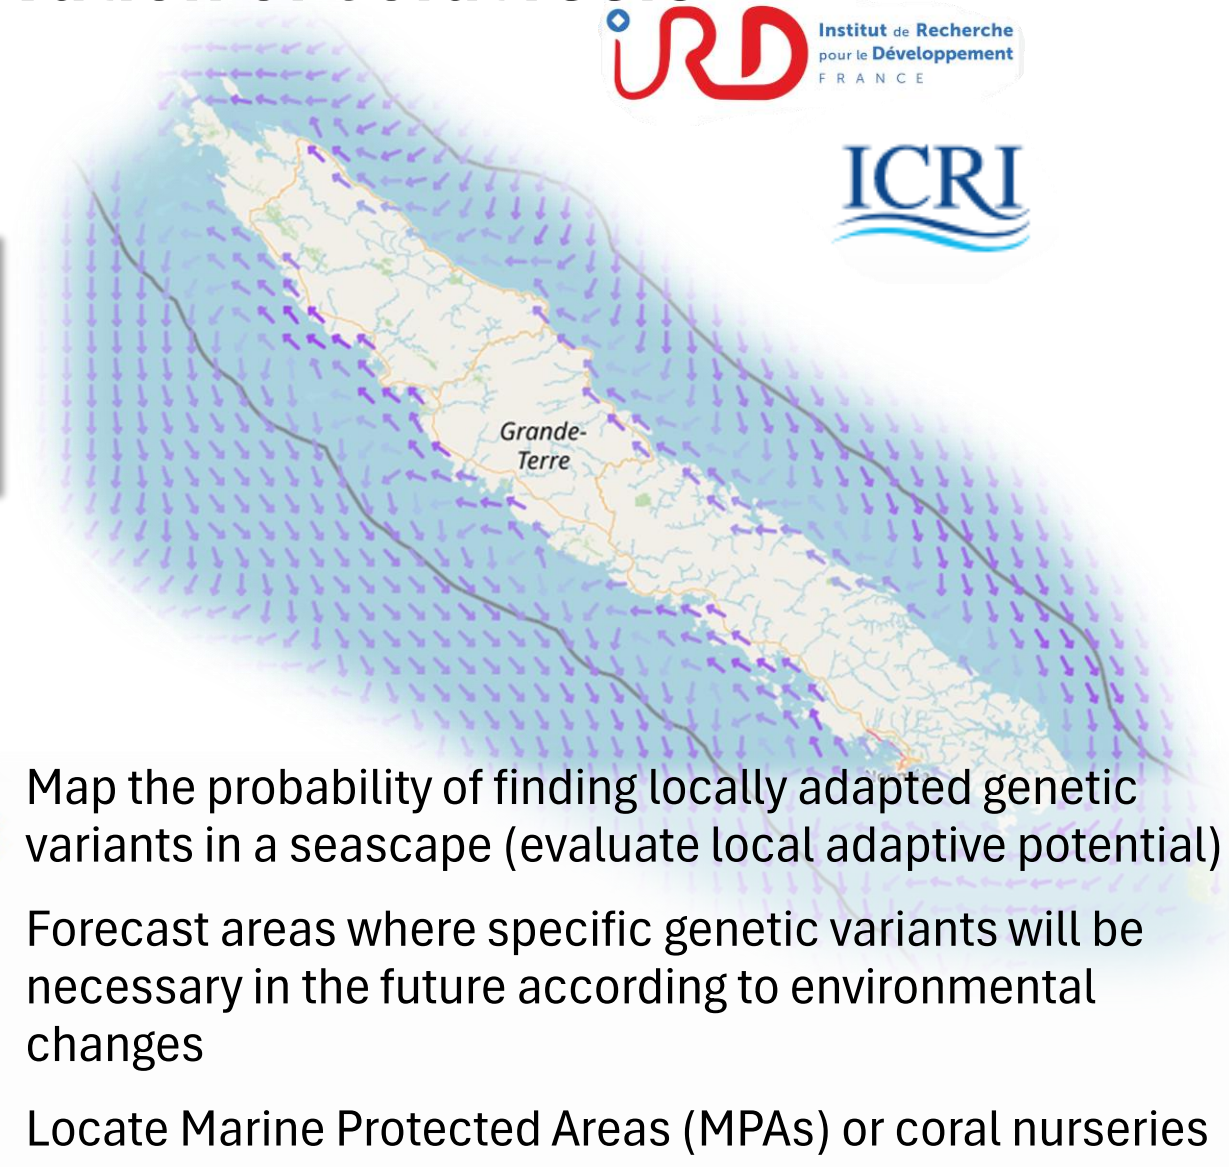 IRD
Institut de Recherche
pour le Développement
FRANCE
ICRI
Grande-
Terre
Map the probability of finding locally adapted genetic
variants in a seascape (evaluate local adaptive potential)
Forecast areas where specific genetic variants will be
necessary in the future according to environmental
changes
Locate Marine Protected Areas (MPAs) or coral nurseries